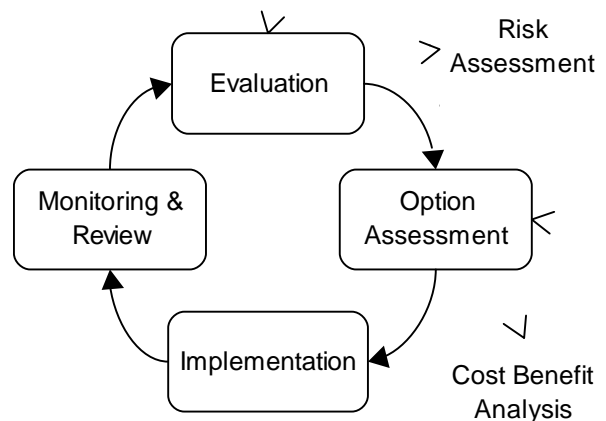 Risk
Assessment
Evaluation
Monitoring &
Review
Option
Assessment
Implementation
Cost Benefit
Analysis